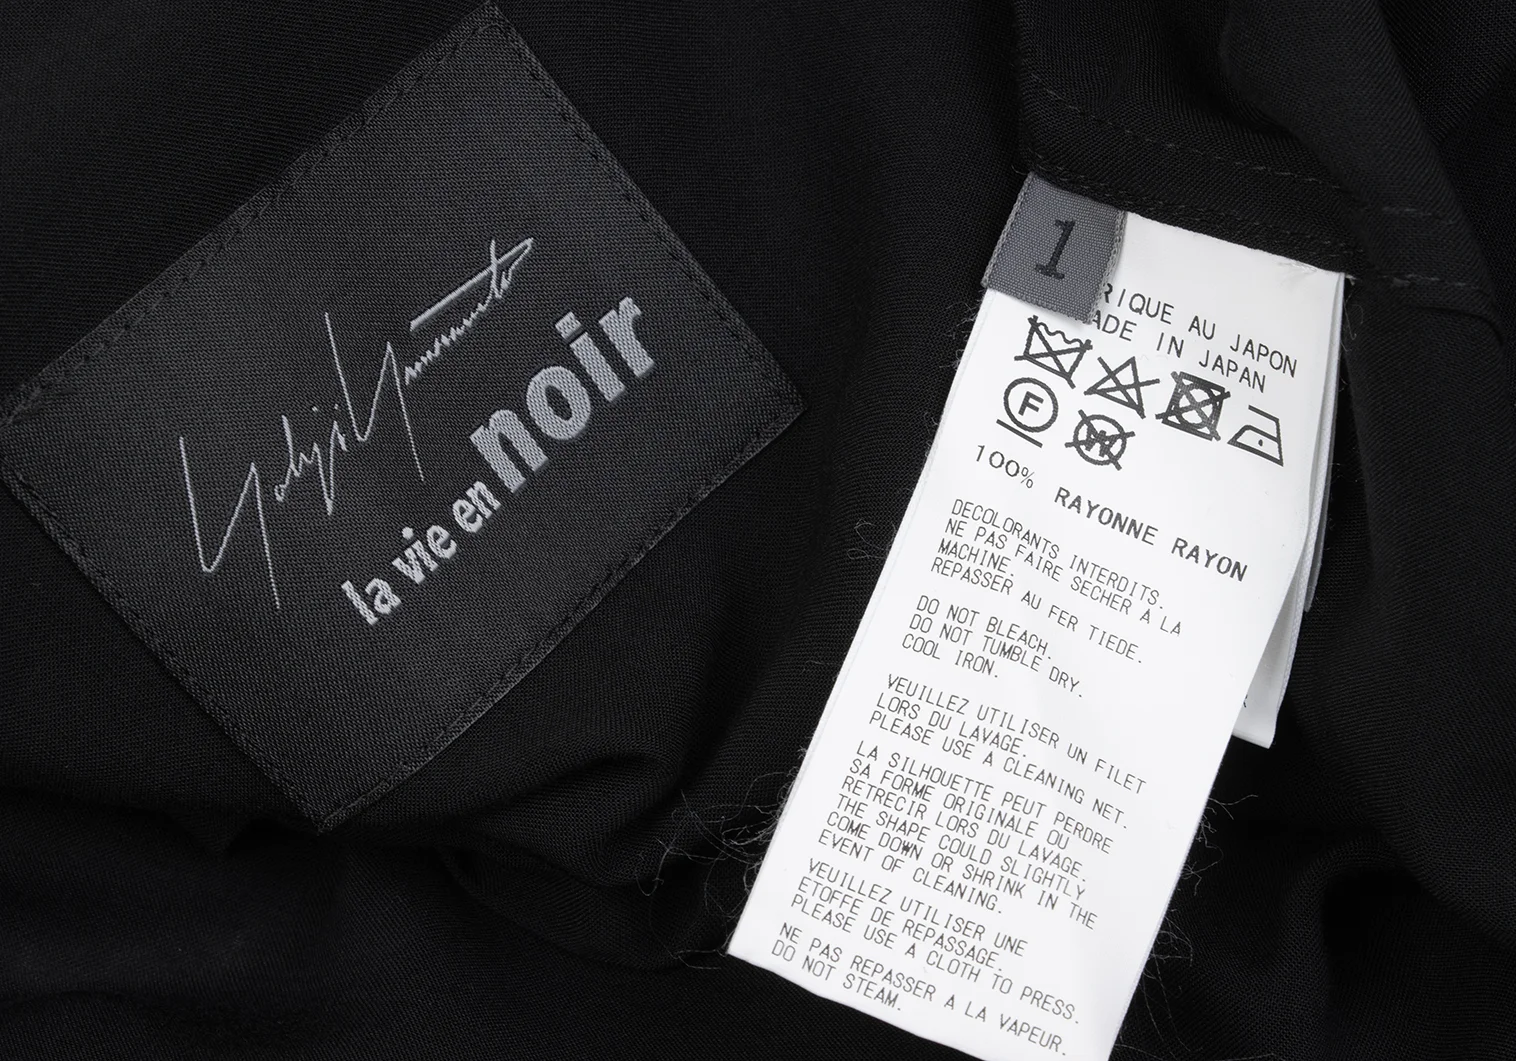 Yohji Yamamoto
la vie en noir
1
RIQUE AU JAPON
ADE IN JAPAN
F
W
100% RAYONNE RAYON
DECOLORANTS INTERDITS.
NE PAS FAIRE SECHER A LA
MACHINE.
REPASSER AU FER TIEDE.
DO NOT BLEACH.
DO NOT TUMBLE DRY.
COOL IRON.
VEUILLEZ UTILISER UN FILET
LORS DU LAVAGE.
PLEASE USE A CLEANING NET.
LA SILHOUETTE PEUT PERDRE
SA FORME ORIGINALE OU
RETRECIR LORS DU LAVAGE.
THE SHAPE COULD SLIGHTLY
COME DOWN OR SHRINK IN THE
EVENT OF CLEANING.
VEUILLEZ UTILISER UNE
ETOFFE DE REPASSAGE.
PLEASE USE A CLOTH TO PRESS.
NE PAS REPASSER A LA VAPEUR.
DO NOT STEAM.